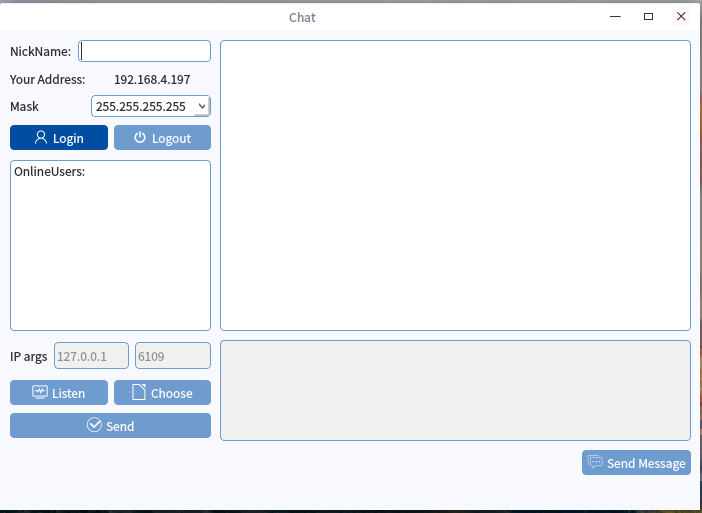 Chat
NickName:
Your Address: 192.168.4.197
Mask 255.255.255.255
Login Logout
OnlineUsers:
IP args 127.0.0.1 6109
Listen Choose
Send
Send Message